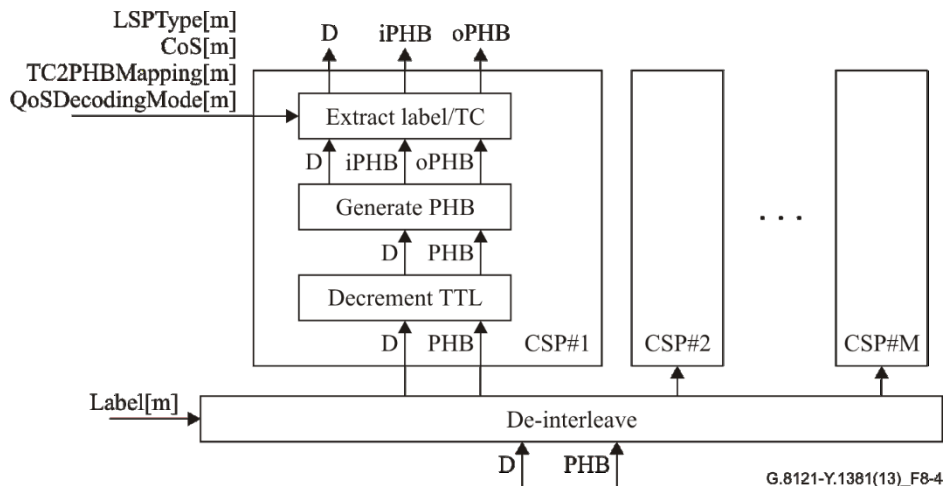 LSPType[m]
CoS[m]
TC2PHBMapping[m]
QoSDecodingMode[m]
D iPHB oPHB
Extract label/TC
D iPHB oPHB
Generate PHB
D PHB
Decrement TTL
D PHB
CSP#1
CSP#2
. . .
CSP#M
Label[m]
De-interleave
D PHB
G.8121-Y.1381(13)_F8-4